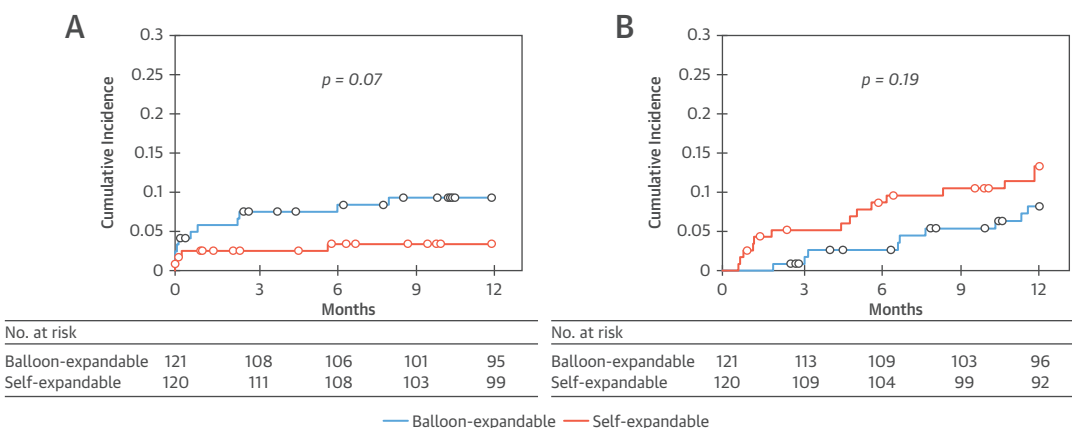 A
B
0.3
0.25
0.2
0.15
0.1
0.05
0
Cumulative Incidence
p = 0.07
0 3 6 9 12
Months
0.3
0.25
0.2
0.15
0.1
0.05
0
Cumulative Incidence
p = 0.19
0 3 6 9 12
Months
No. at risk
Balloon-expandable 121 108 106 101 95
Self-expandable 120 111 108 103 99
No. at risk
Balloon-expandable 121 113 109 103 96
Self-expandable 120 109 104 99 92
Balloon-expandable Self-expandable